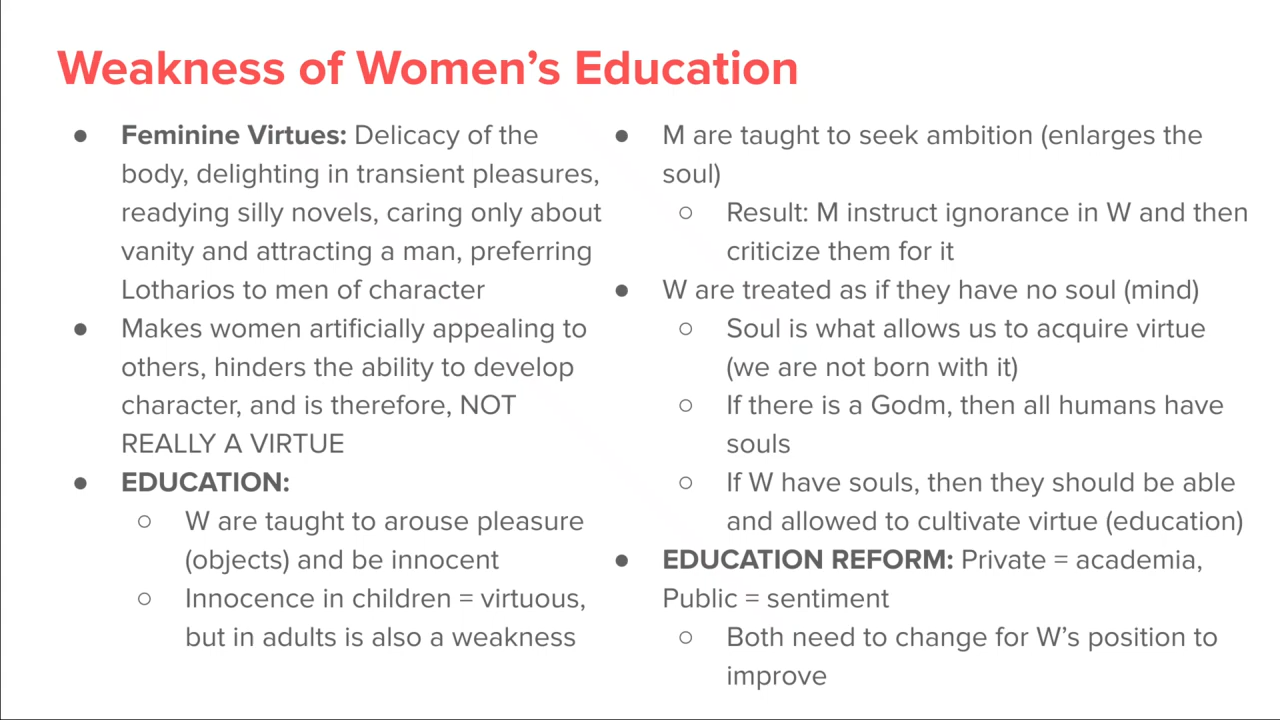 Weakness of Women’s Education
● Feminine Virtues: Delicacy of the
body, delighting in transient pleasures,
readying silly novels, caring only about
vanity and attracting a man, preferring
Lotharios to men of character
● Makes women artificially appealing to
others, hinders the ability to develop
character, and is therefore, NOT
REALLY A VIRTUE
● EDUCATION:
○ W are taught to arouse pleasure
(objects) and be innocent
○ Innocence in children = virtuous,
but in adults is also a weakness
● M are taught to seek ambition (enlarges the
soul)
○ Result: M instruct ignorance in W and then
criticize them for it
● W are treated as if they have no soul (mind)
○ Soul is what allows us to acquire virtue
(we are not born with it)
○ If there is a Godm, then all humans have
souls
○ If W have souls, then they should be able
and allowed to cultivate virtue (education)
● EDUCATION REFORM: Private = academia,
Public = sentiment
○ Both need to change for W’s position to
improve